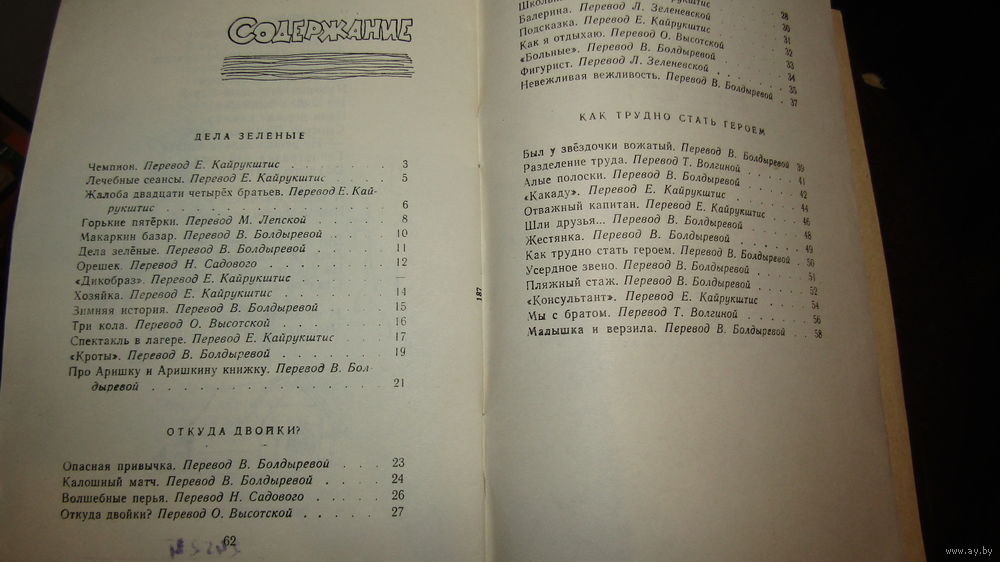 СОДЕРЖАНИЕ
ДЕЛА ЗЕЛЁНЫЕ
Чемпион. Перевод Е. Кайрукштис . . . . . . 3
Лечебные сеансы. Перевод Е. Кайрукштис . . . 5
Жалоба двадцати четырёх братьев. Перевод Е. Кай-
рукштис . . . . . . . . . . . . 6
Горькие пятёрки. Перевод М. Лепской . . . . 8
Макаркин базар. Перевод В. Болдыревой . . . 10
Дела зелёные. Перевод В. Болдыревой . . . . 11
Орешек. Перевод Н. Садового . . . . . . 12
«Дикобраз». Перевод Е. Кайрукштис . . . . —
Хозяйка. Перевод Е. Кайрукштис . . . . . 14
Зимняя история. Перевод В. Болдыревой . . . 15
Три кола. Перевод О. Высотской . . . . . 16
Спектакль в лагере. Перевод Е. Кайрукштис . . 17
«Кроты». Перевод В. Болдыревой . . . . . 19
Про Аришку и Аришкину книжку. Перевод В. Бол-
дыревой . . . . . . . . . . . . 21
ОТКУДА ДВОЙКИ?
Опасная привычка. Перевод В. Болдыревой . . . 23
Калошный матч. Перевод В. Болдыревой . . . . 24
Волшебные перья. Перевод Н. Садового . . . . 26
Откуда двойки? Перевод О. Высотской . . . . . 27
62
Балерина. Перевод Л. Зеленевской 28
Подсказка. Перевод Е. Кайрукштис 30
Как я отдыхаю. Перевод О. Высотской 31
«Больные». Перевод В. Болдыревой 32
Фигурист. Перевод Л. Зеленевской 33
34
Невежливая вежливость. Перевод В. Болдыревой 35
37
КАК ТРУДНО СТАТЬ ГЕРОЕМ
Был у звёздочки вожатый. Перевод В. Болдыревой 39
Разделение труда. Перевод Т. Волгиной . . . 41
Алые полоски. Перевод В. Болдыревой . . . 42
«Какаду». Перевод Е. Кайрукштис . . . . 44
Отважный капитан. Перевод Е. Кайрукштис . . 46
Шли друзья... Перевод В. Болдыревой . . . 48
Жестянка. Перевод В. Болдыревой . . . . 49
Как трудно стать героем. Перевод В. Болдыревой . 50
Усердное звено. Перевод В. Болдыревой . . . 51
Пляжный стаж. Перевод В. Болдыревой . . . 52
«Консультант». Перевод Е. Кайрукштис . . . 54
Мы с братом. Перевод Т. Волгиной . . . . 56
Малышка и верзила. Перевод В. Болдыревой . . 58
187
www.ay.by